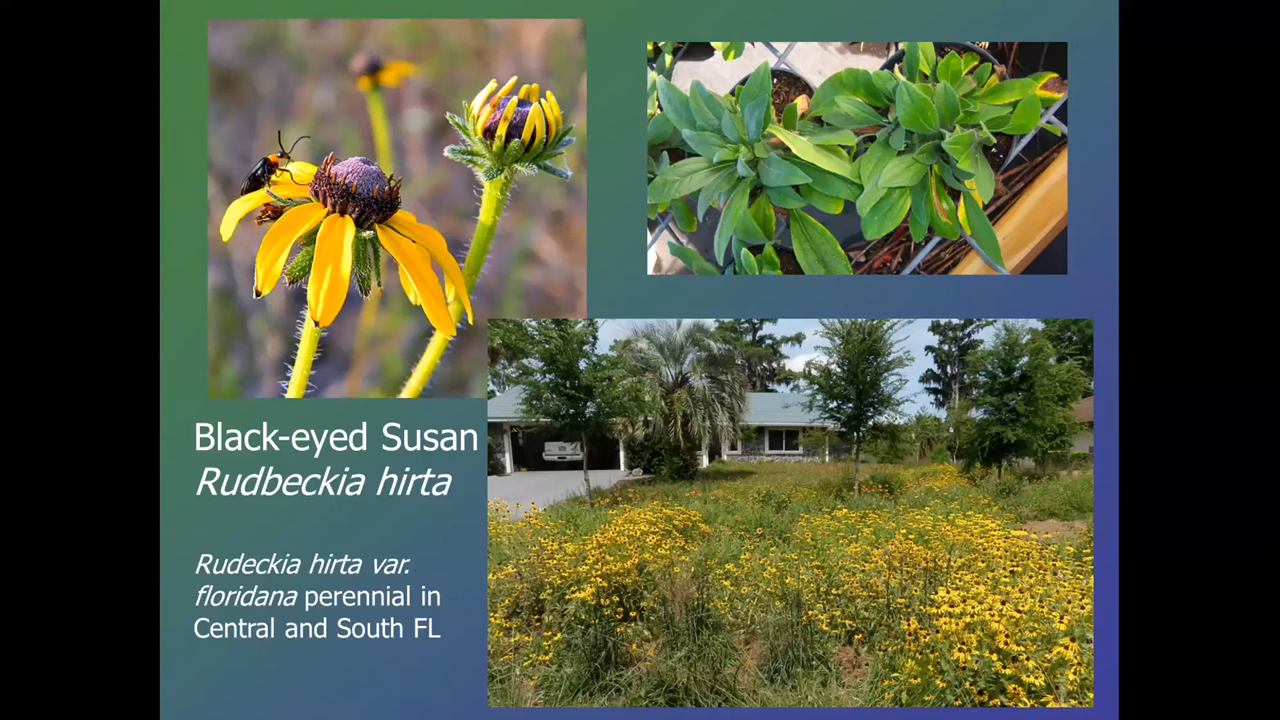 Black-eyed Susan
Rudbeckia hirta
Rudeckia hirta var.
floridana perennial in
Central and South FL